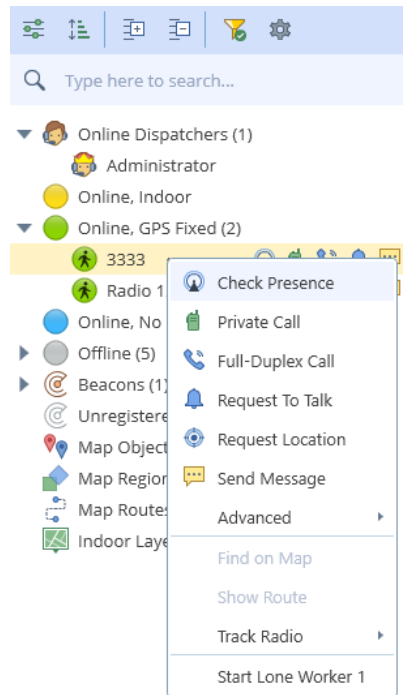 Type here to search...
Online Dispatchers (1)
Administrator
Online, Indoor
Online, GPS Fixed (2)
3333
Radio 1
Online, No
Offline (5)
Beacons (1)
Unregistere
Map Object
Map Region
Map Routes
Indoor Laye
Check Presence
Private Call
Full-Duplex Call
Request To Talk
Request Location
Send Message
Advanced
Find on Map
Show Route
Track Radio
Start Lone Worker 1